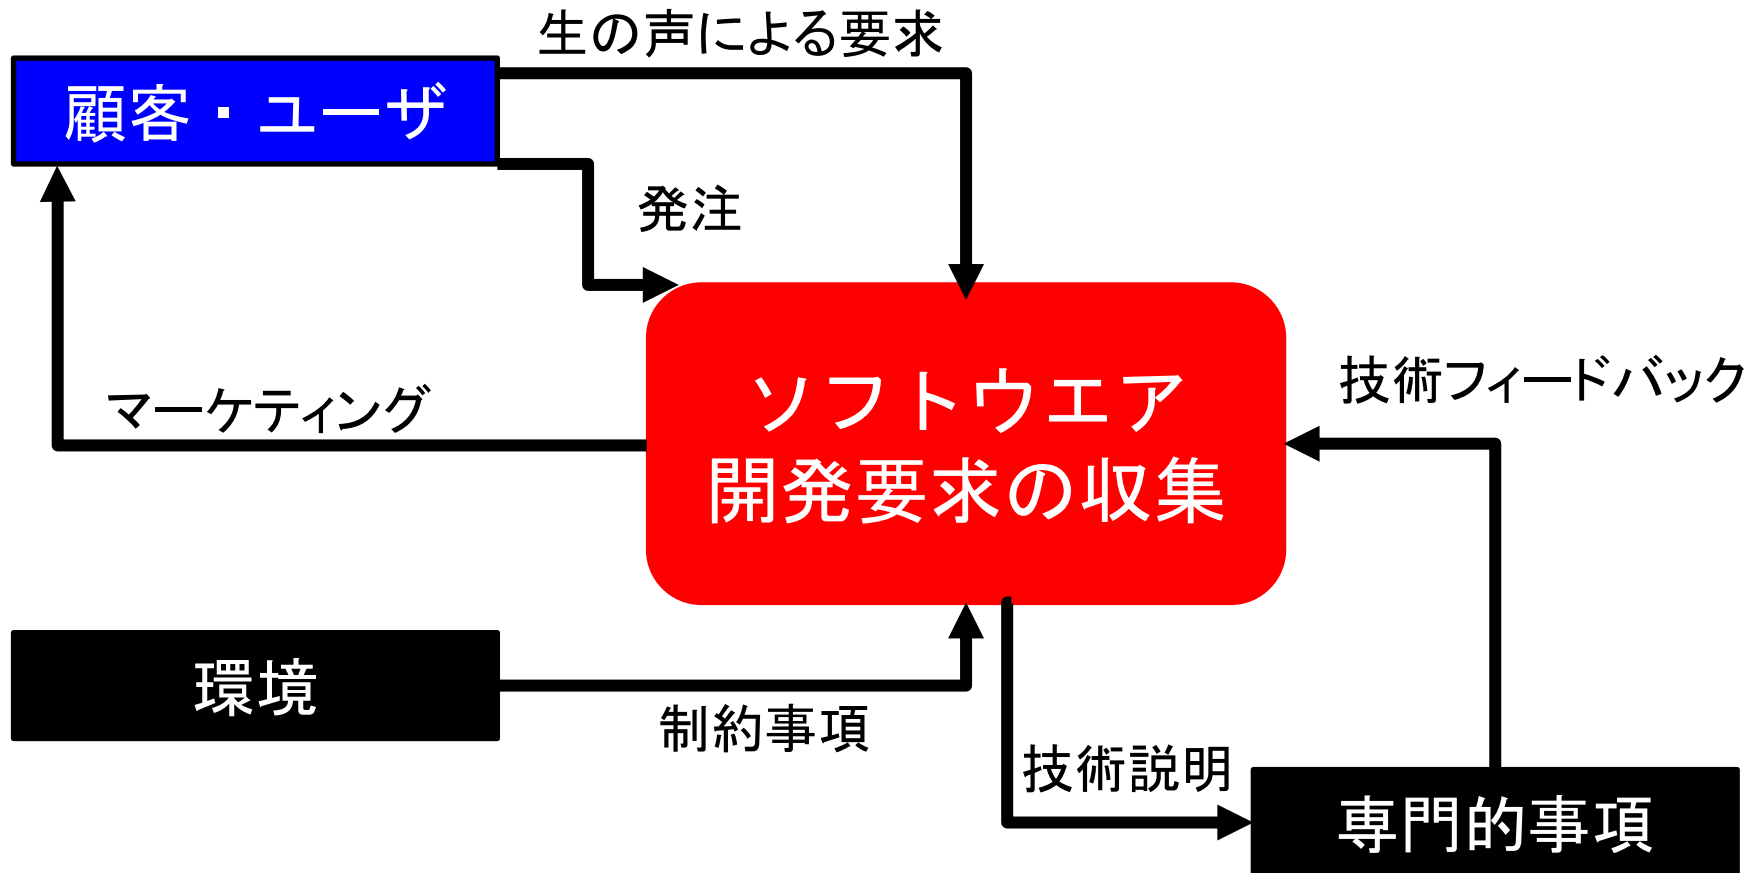 生の声による要求
顧客・ユーザ
発注
ソフトウエア
開発要求の収集
技術フィードバック
マーケティング
環境
制約事項
技術説明
専門的事項